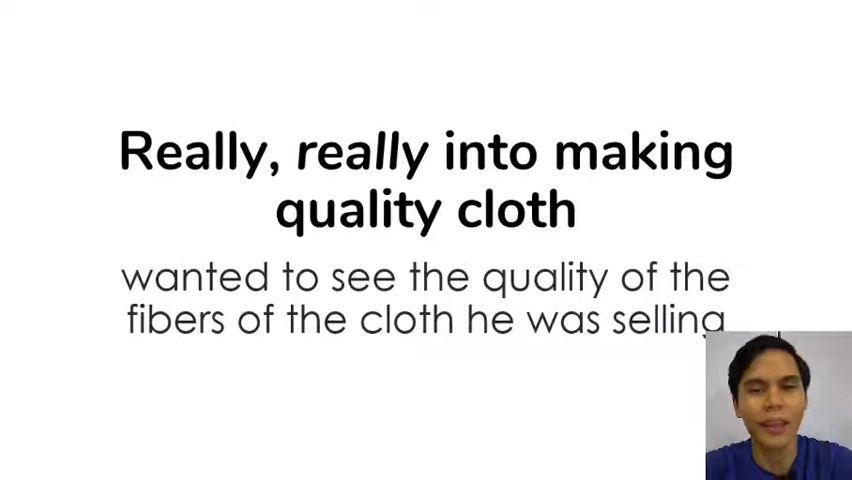 Really, really into making
quality cloth
wanted to see the quality of the
fibers of the cloth he was selling